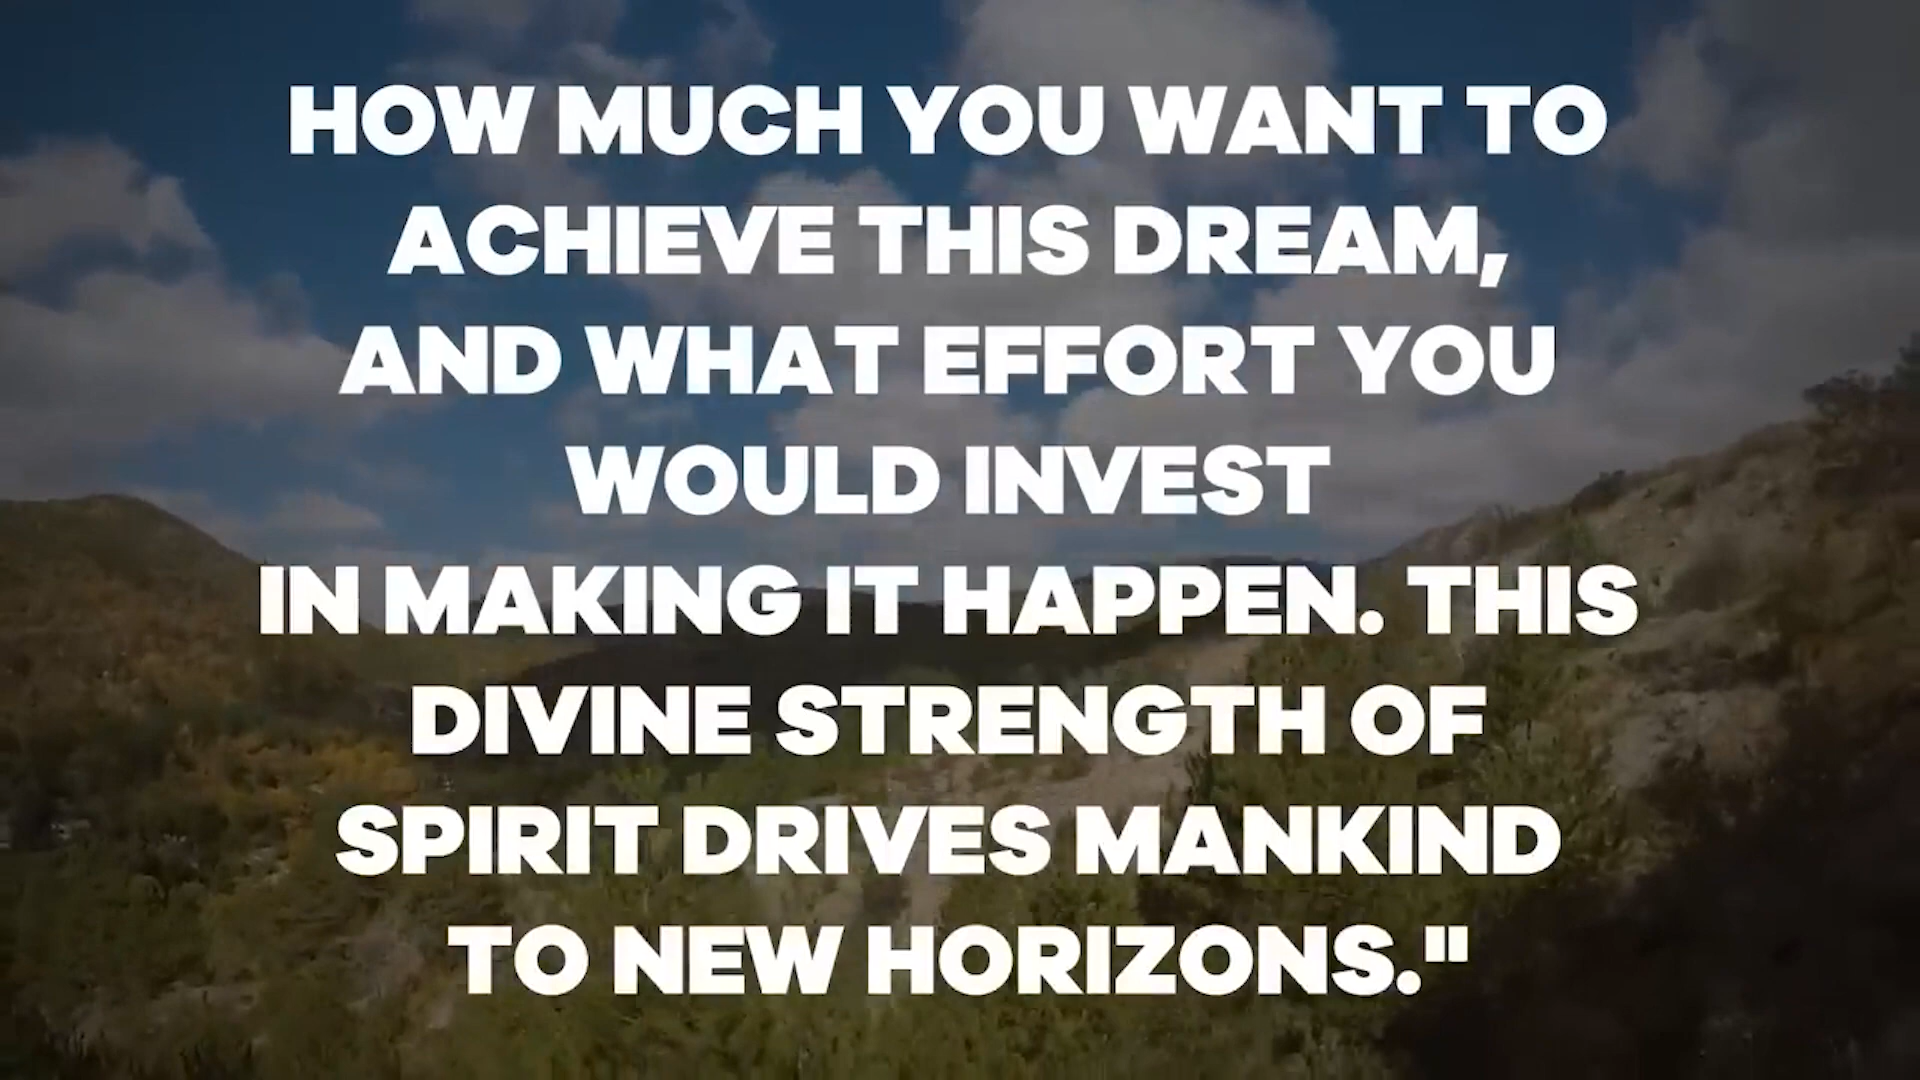 HOW MUCH YOU WANT TO
ACHIEVE THIS DREAM,
AND WHAT EFFORT YOU
WOULD INVEST
IN MAKING IT HAPPEN. THIS
DIVINE STRENGTH OF
SPIRIT DRIVES MANKIND
TO NEW HORIZONS."